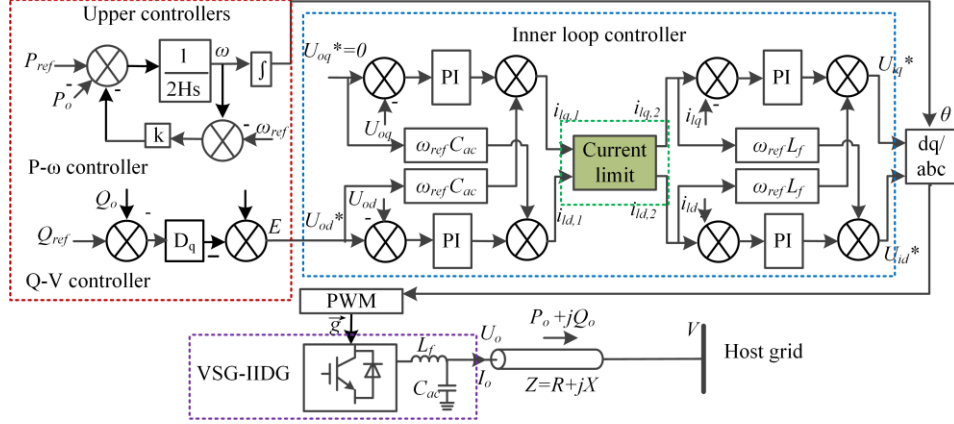 Upper controllers
Inner loop controller
P_ref
P_o
-
-
1
2Hs
ω
∫
k
-
ω_ref
P-ω controller
Q_o
-
Q_ref
D_q
-
E
Q-V controller
U_oq*=0
-
U_oq
PI
ω_ref C_ac
ω_ref C_ac
U_od
U_od*
-
PI
i_lq,1
i_ld,1
Current
limit
i_lq,2
i_ld,2
-
i_lq
PI
ω_ref L_f
ω_ref L_f
i_ld
-
PI
U_iq*
U_id*
θ
dq/
abc
PWM
g
VSG-IIDG
L_f
C_ac
U_o
I_o
P_o+jQ_o
Z=R+jX
V
Host grid